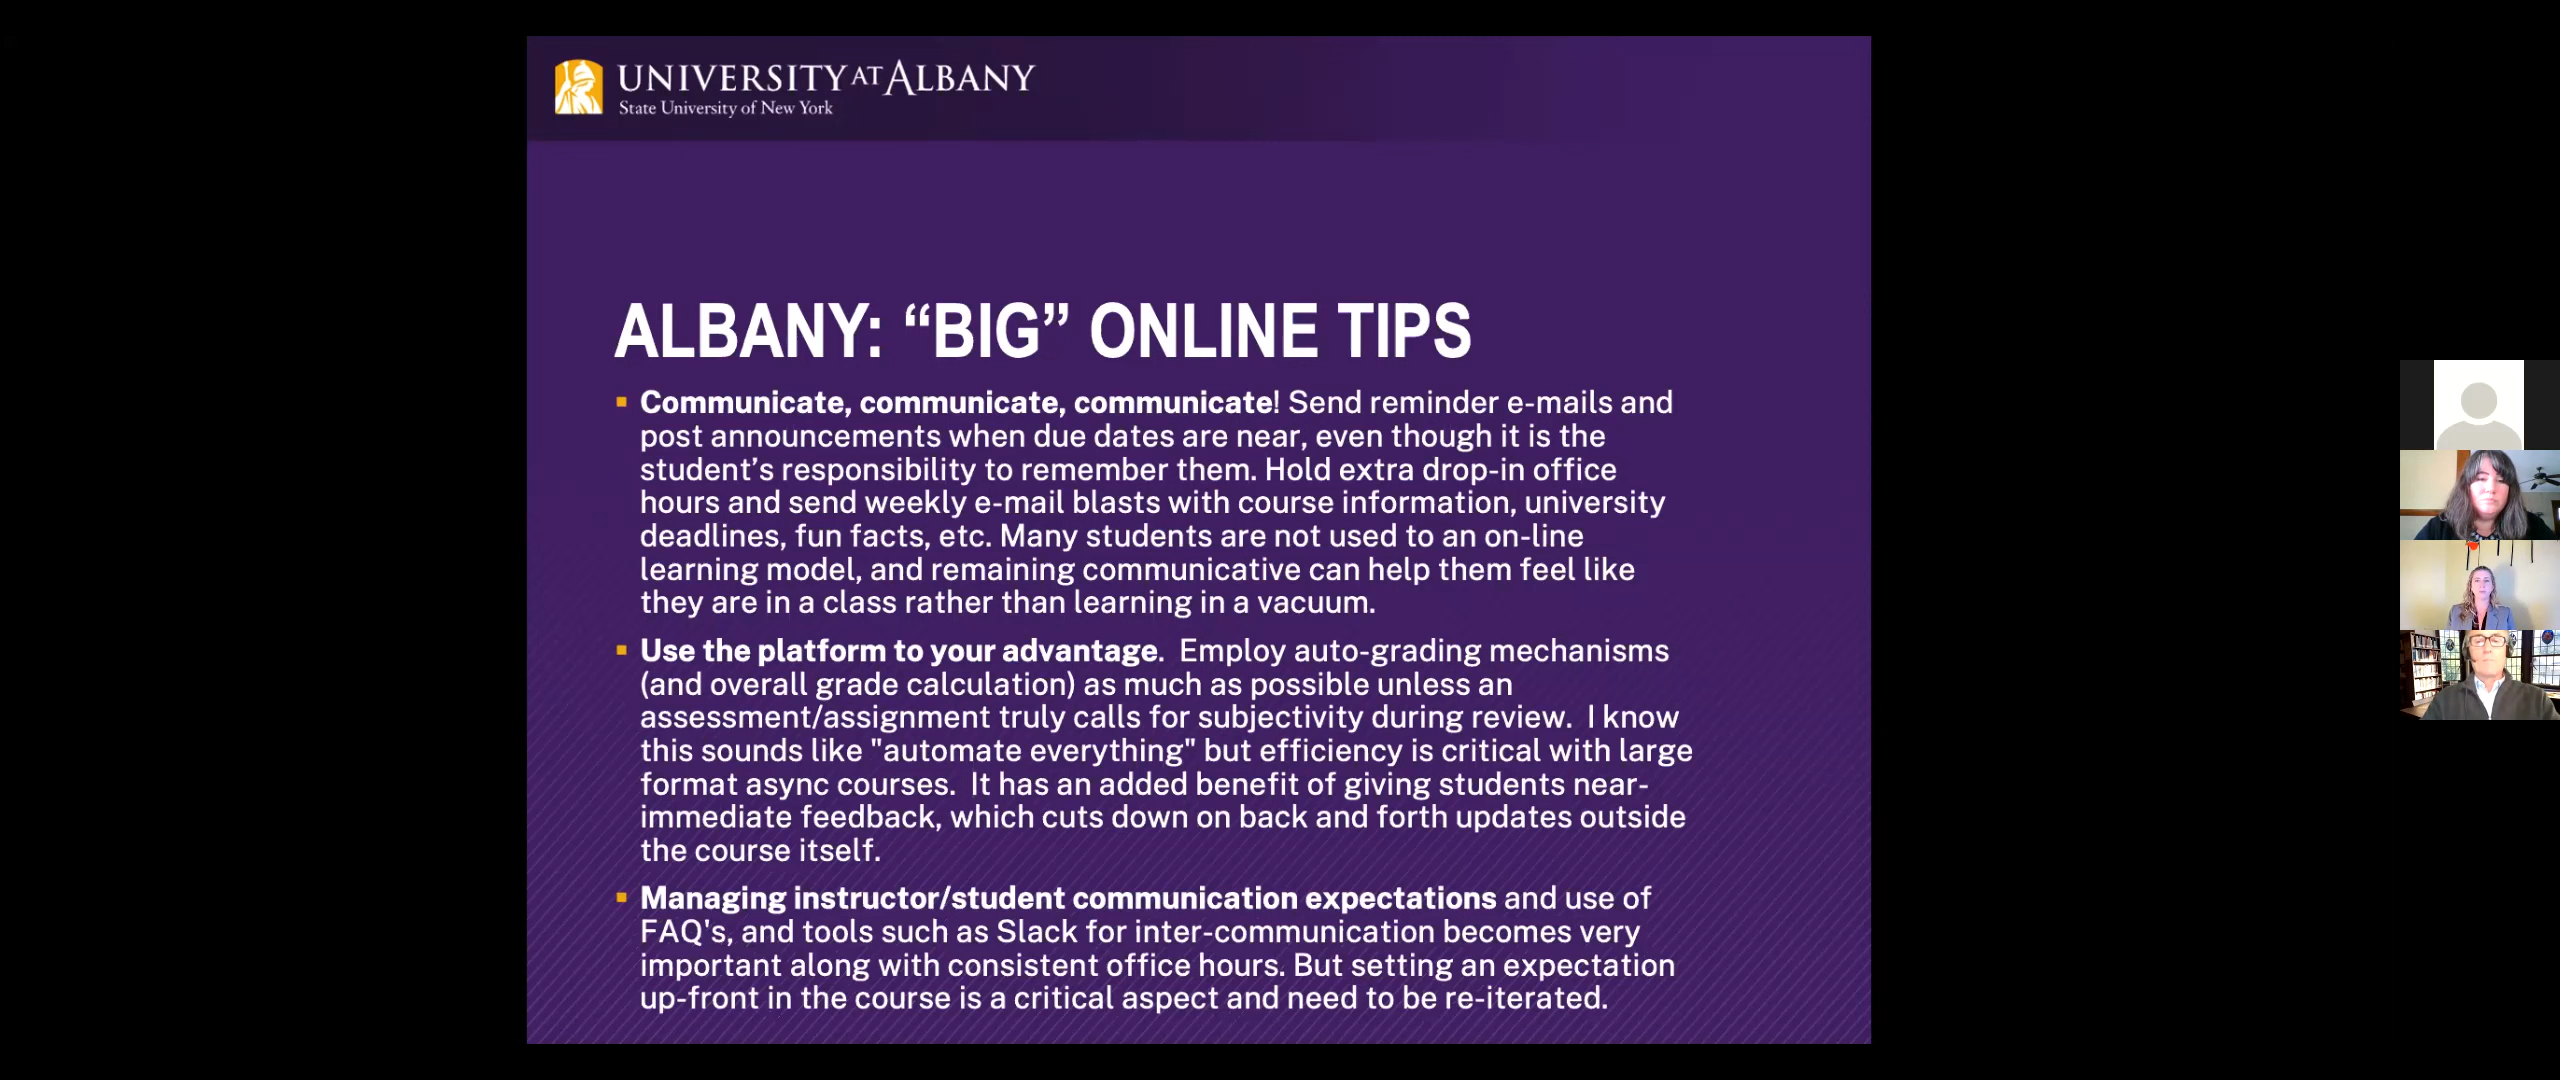 UNIVERSITY AT ALBANY
State University of New York
ALBANY: “BIG” ONLINE TIPS
▪ Communicate, communicate, communicate! Send reminder e-mails and
post announcements when due dates are near, even though it is the
student’s responsibility to remember them. Hold extra drop-in office
hours and send weekly e-mail blasts with course information, university
deadlines, fun facts, etc. Many students are not used to an on-line
learning model, and remaining communicative can help them feel like
they are in a class rather than learning in a vacuum.
▪ Use the platform to your advantage.  Employ auto-grading mechanisms
(and overall grade calculation) as much as possible unless an
assessment/assignment truly calls for subjectivity during review.  I know
this sounds like "automate everything" but efficiency is critical with large
format async courses.  It has an added benefit of giving students near-
immediate feedback, which cuts down on back and forth updates outside
the course itself.
▪ Managing instructor/student communication expectations and use of
FAQ's, and tools such as Slack for inter-communication becomes very
important along with consistent office hours. But setting an expectation
up-front in the course is a critical aspect and need to be re-iterated.